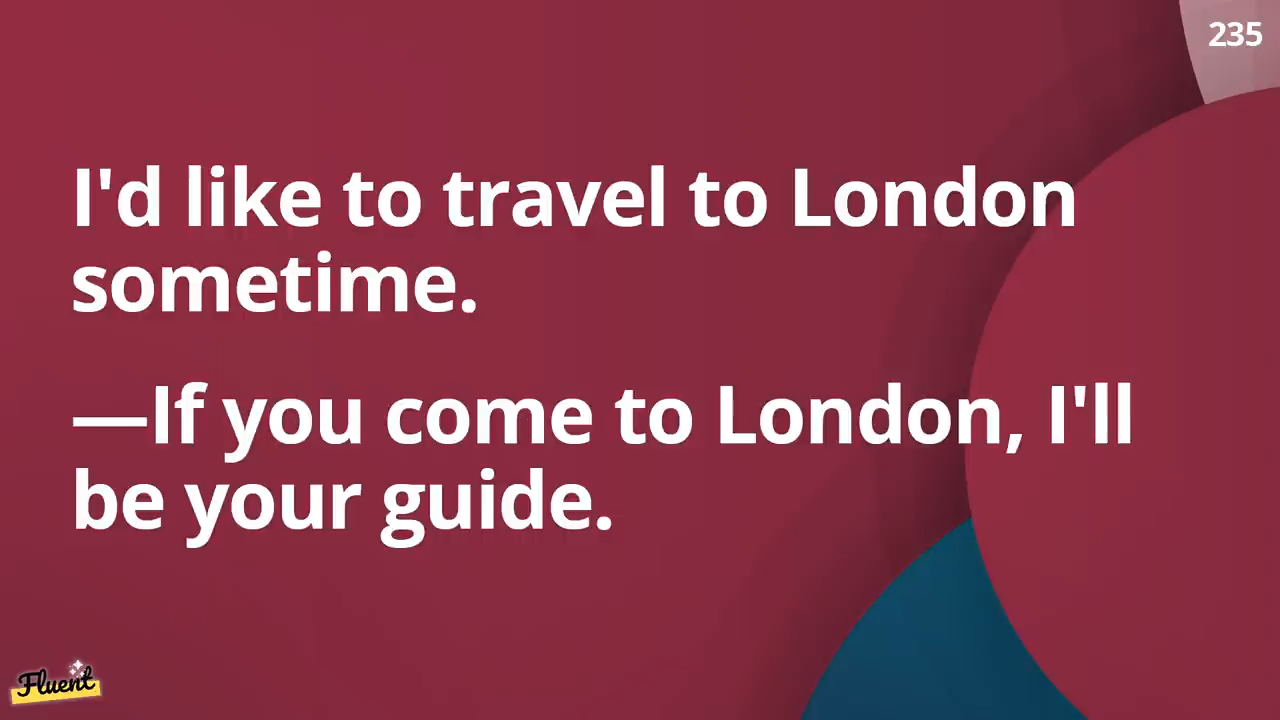 235
I'd like to travel to London
sometime.
—If you come to London, I'll
be your guide.
Fluent